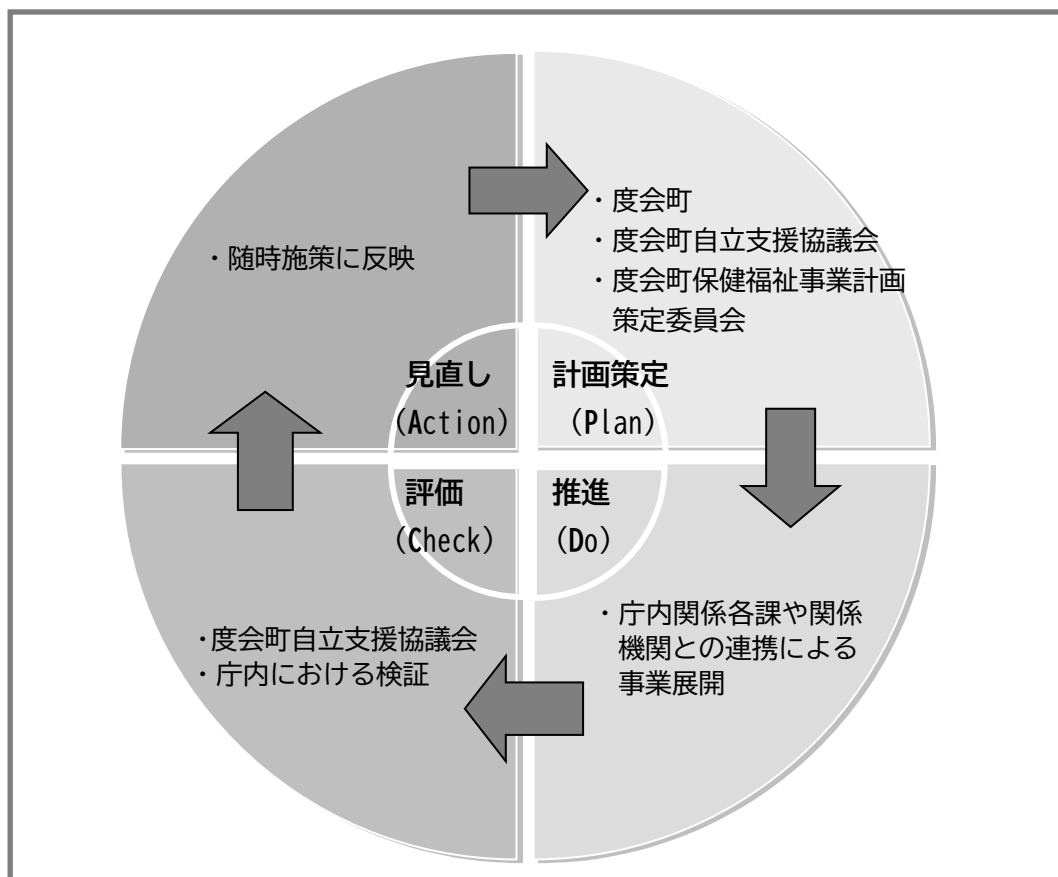 ・随時施策に反映
・度会町
・度会町自立支援協議会
・度会町保健福祉事業計画
策定委員会
見直し
（Action）
計画策定
（Plan）
評価
（Check）
推進
（Do）
・度会町自立支援協議会
・庁内における検証
・庁内関係各課や関係
機関との連携による
事業展開